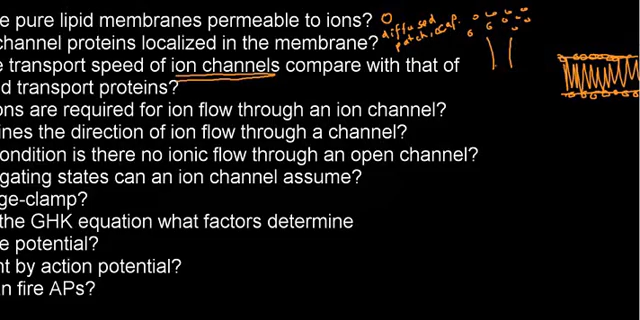 e pure lipid membranes permeable to ions?
channel proteins localized in the membrane? diffused
patch,
e transport speed of ion channels compare with that of
d transport proteins?
ons are required for ion flow through an ion channel?
ines the direction of ion flow through a channel?
ondition is there no ionic flow through an open channel?
gating states can an ion channel assume?
ge-clamp?
the GHK equation what factors determine
e potential?
nt by action potential?
n fire APs?